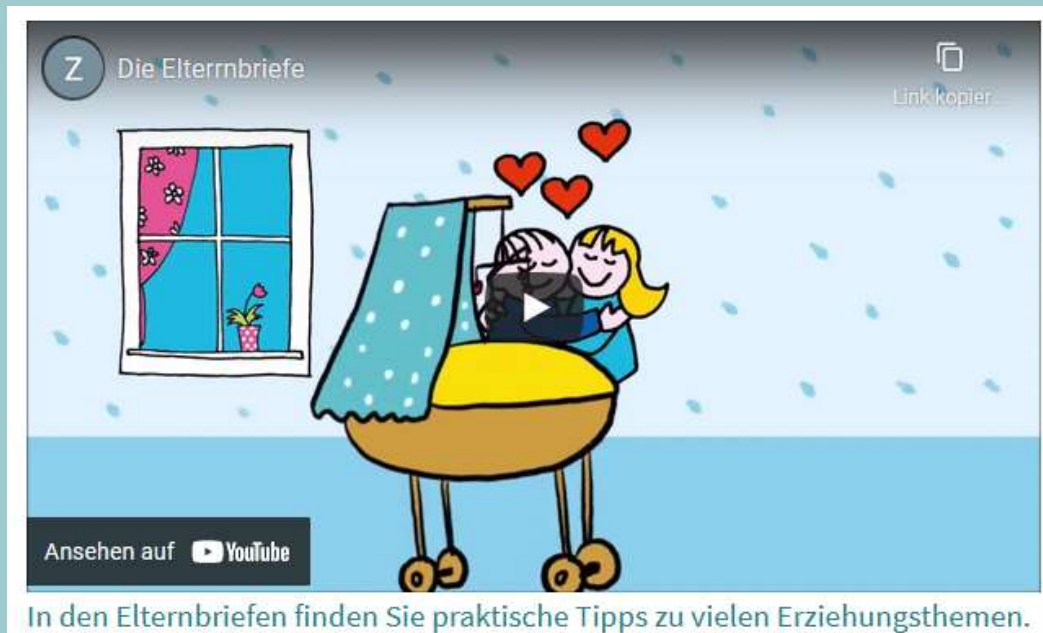 Z
Die Elterrnbriefe
Link kopier...
Ansehen auf YouTube
In den Elternbriefen finden Sie praktische Tipps zu vielen Erziehungsthemen.